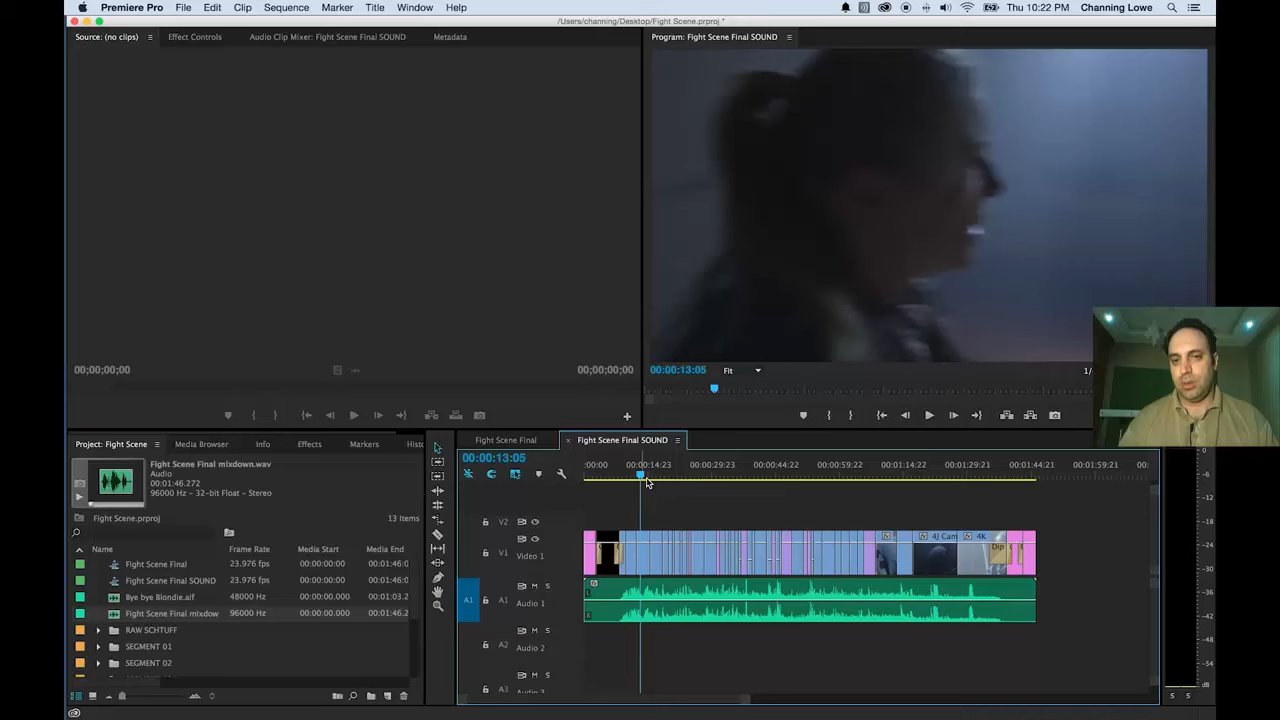 Premiere Pro File Edit Clip Sequence Marker Title Window Help Thu 10:22 PM Channing Lowe
/Users/channing/Desktop/Fight Scene.prproj *
Source: (no clips) Effect Controls Audio Clip Mixer: Fight Scene Final SOUND Metadata
Program: Fight Scene Final SOUND
00;00;00;00 00;00;00;00
00:00:13:05 Fit 1/
Project: Fight Scene Media Browser Info Effects Markers Histo
Fight Scene Final mixdown.wav
Audio
00:01:46.272
96000 Hz - 32-bit Float - Stereo
Fight Scene.prproj 13 Items
Name Frame Rate Media Start Media End
Fight Scene Final 23.976 fps 00:00:00:00 00:01:46:0
Fight Scene Final SOUND 23.976 fps 00:00:00:00 00:01:46:0
Bye bye Blondie.aif 48000 Hz 00:00:00:00 00:01:03.2
Fight Scene Final mixdow 96000 Hz 00:00:00.000 00:01:46.2
RAW SCHTUFF
SEGMENT 01
SEGMENT 02
Fight Scene Final × Fight Scene Final SOUND
00:00:13:05
:00:00 00:00:14:23 00:00:29:23 00:00:44:22 00:00:59:22 00:01:14:22 00:01:29:21 00:01:44:21 00:01:59:21 00:
V2
V1 Video 1
fx fx 4J Cam fx 4K
Dip
A1 A1 M S
Audio 1
L
R
A2 M S
Audio 2
A3 M S
Audio 3
0
-6
-12
-18
-24
-30
-36
-42
-48
-54
dB
S S